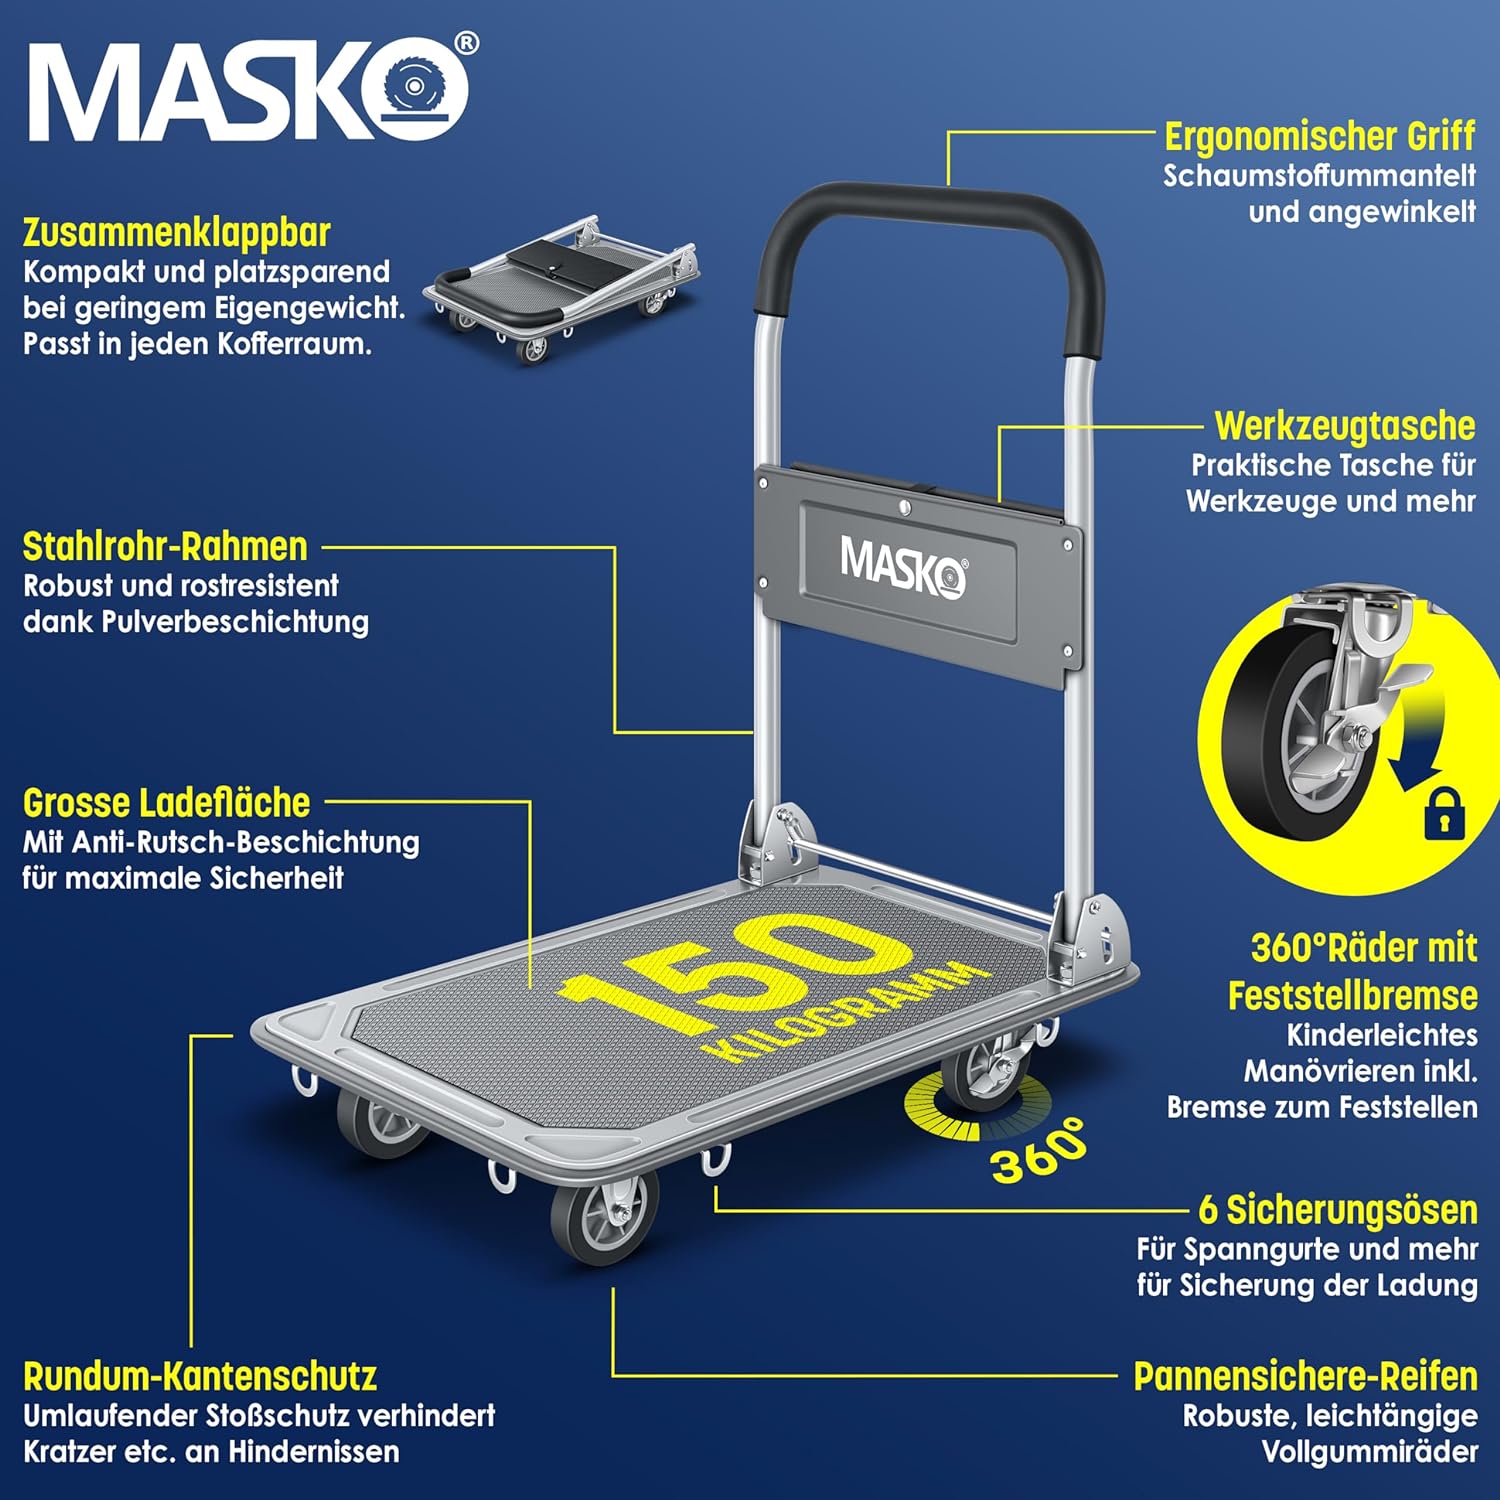 MASKO®
Ergonomischer Griff
Schaumstoffummantelt
und angewinkelt
Zusammenklappbar
Kompakt und platzsparend
bei geringem Eigengewicht.
Passt in jeden Kofferraum.
Werkzeugtasche
Praktische Tasche für
Werkzeuge und mehr
MASKO®
Stahlrohr-Rahmen
Robust und rostresistent
dank Pulverbeschichtung
Grosse Ladefläche
Mit Anti-Rutsch-Beschichtung
für maximale Sicherheit
150
KILOGRAMM
360°Räder mit
Feststellbremse
Kinderleichtes
Manövrieren inkl.
Bremse zum Feststellen
360°
6 Sicherungsösen
Für Spanngurte und mehr
für Sicherung der Ladung
Rundum-Kantenschutz
Umlaufender Stoßschutz verhindert
Kratzer etc. an Hindernissen
Pannensichere-Reifen
Robuste, leichtängige
Vollgummiräder